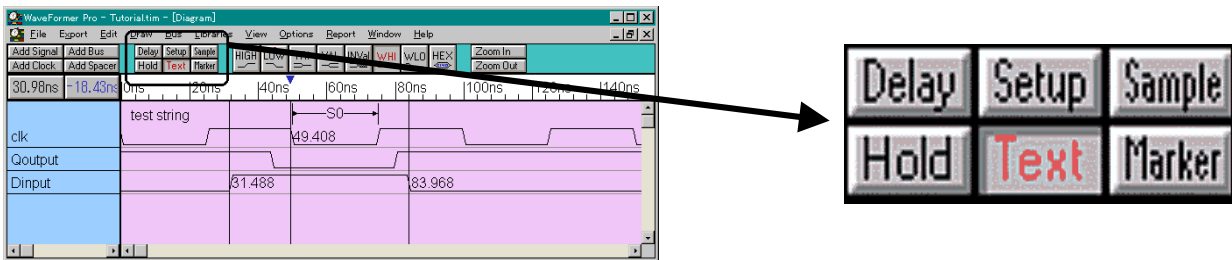 WaveFormer Pro - Tutorial.tim - [Diagram]
File Export Edit Draw Bus Libraries View Options Report Window Help
Add Signal Add Bus Delay Setup Sample HIGH LOW TRI VAL INVal WHI WLO HEX Zoom In
Add Clock Add Spacer Hold Text Marker Zoom Out
30.98ns -18.43ns 0ns 20ns 40ns 60ns 80ns 100ns 120ns 140ns
test string S0
clk 49.408
Qoutput
Dinput 31.488 83.968
Delay Setup Sample
Hold Text Marker